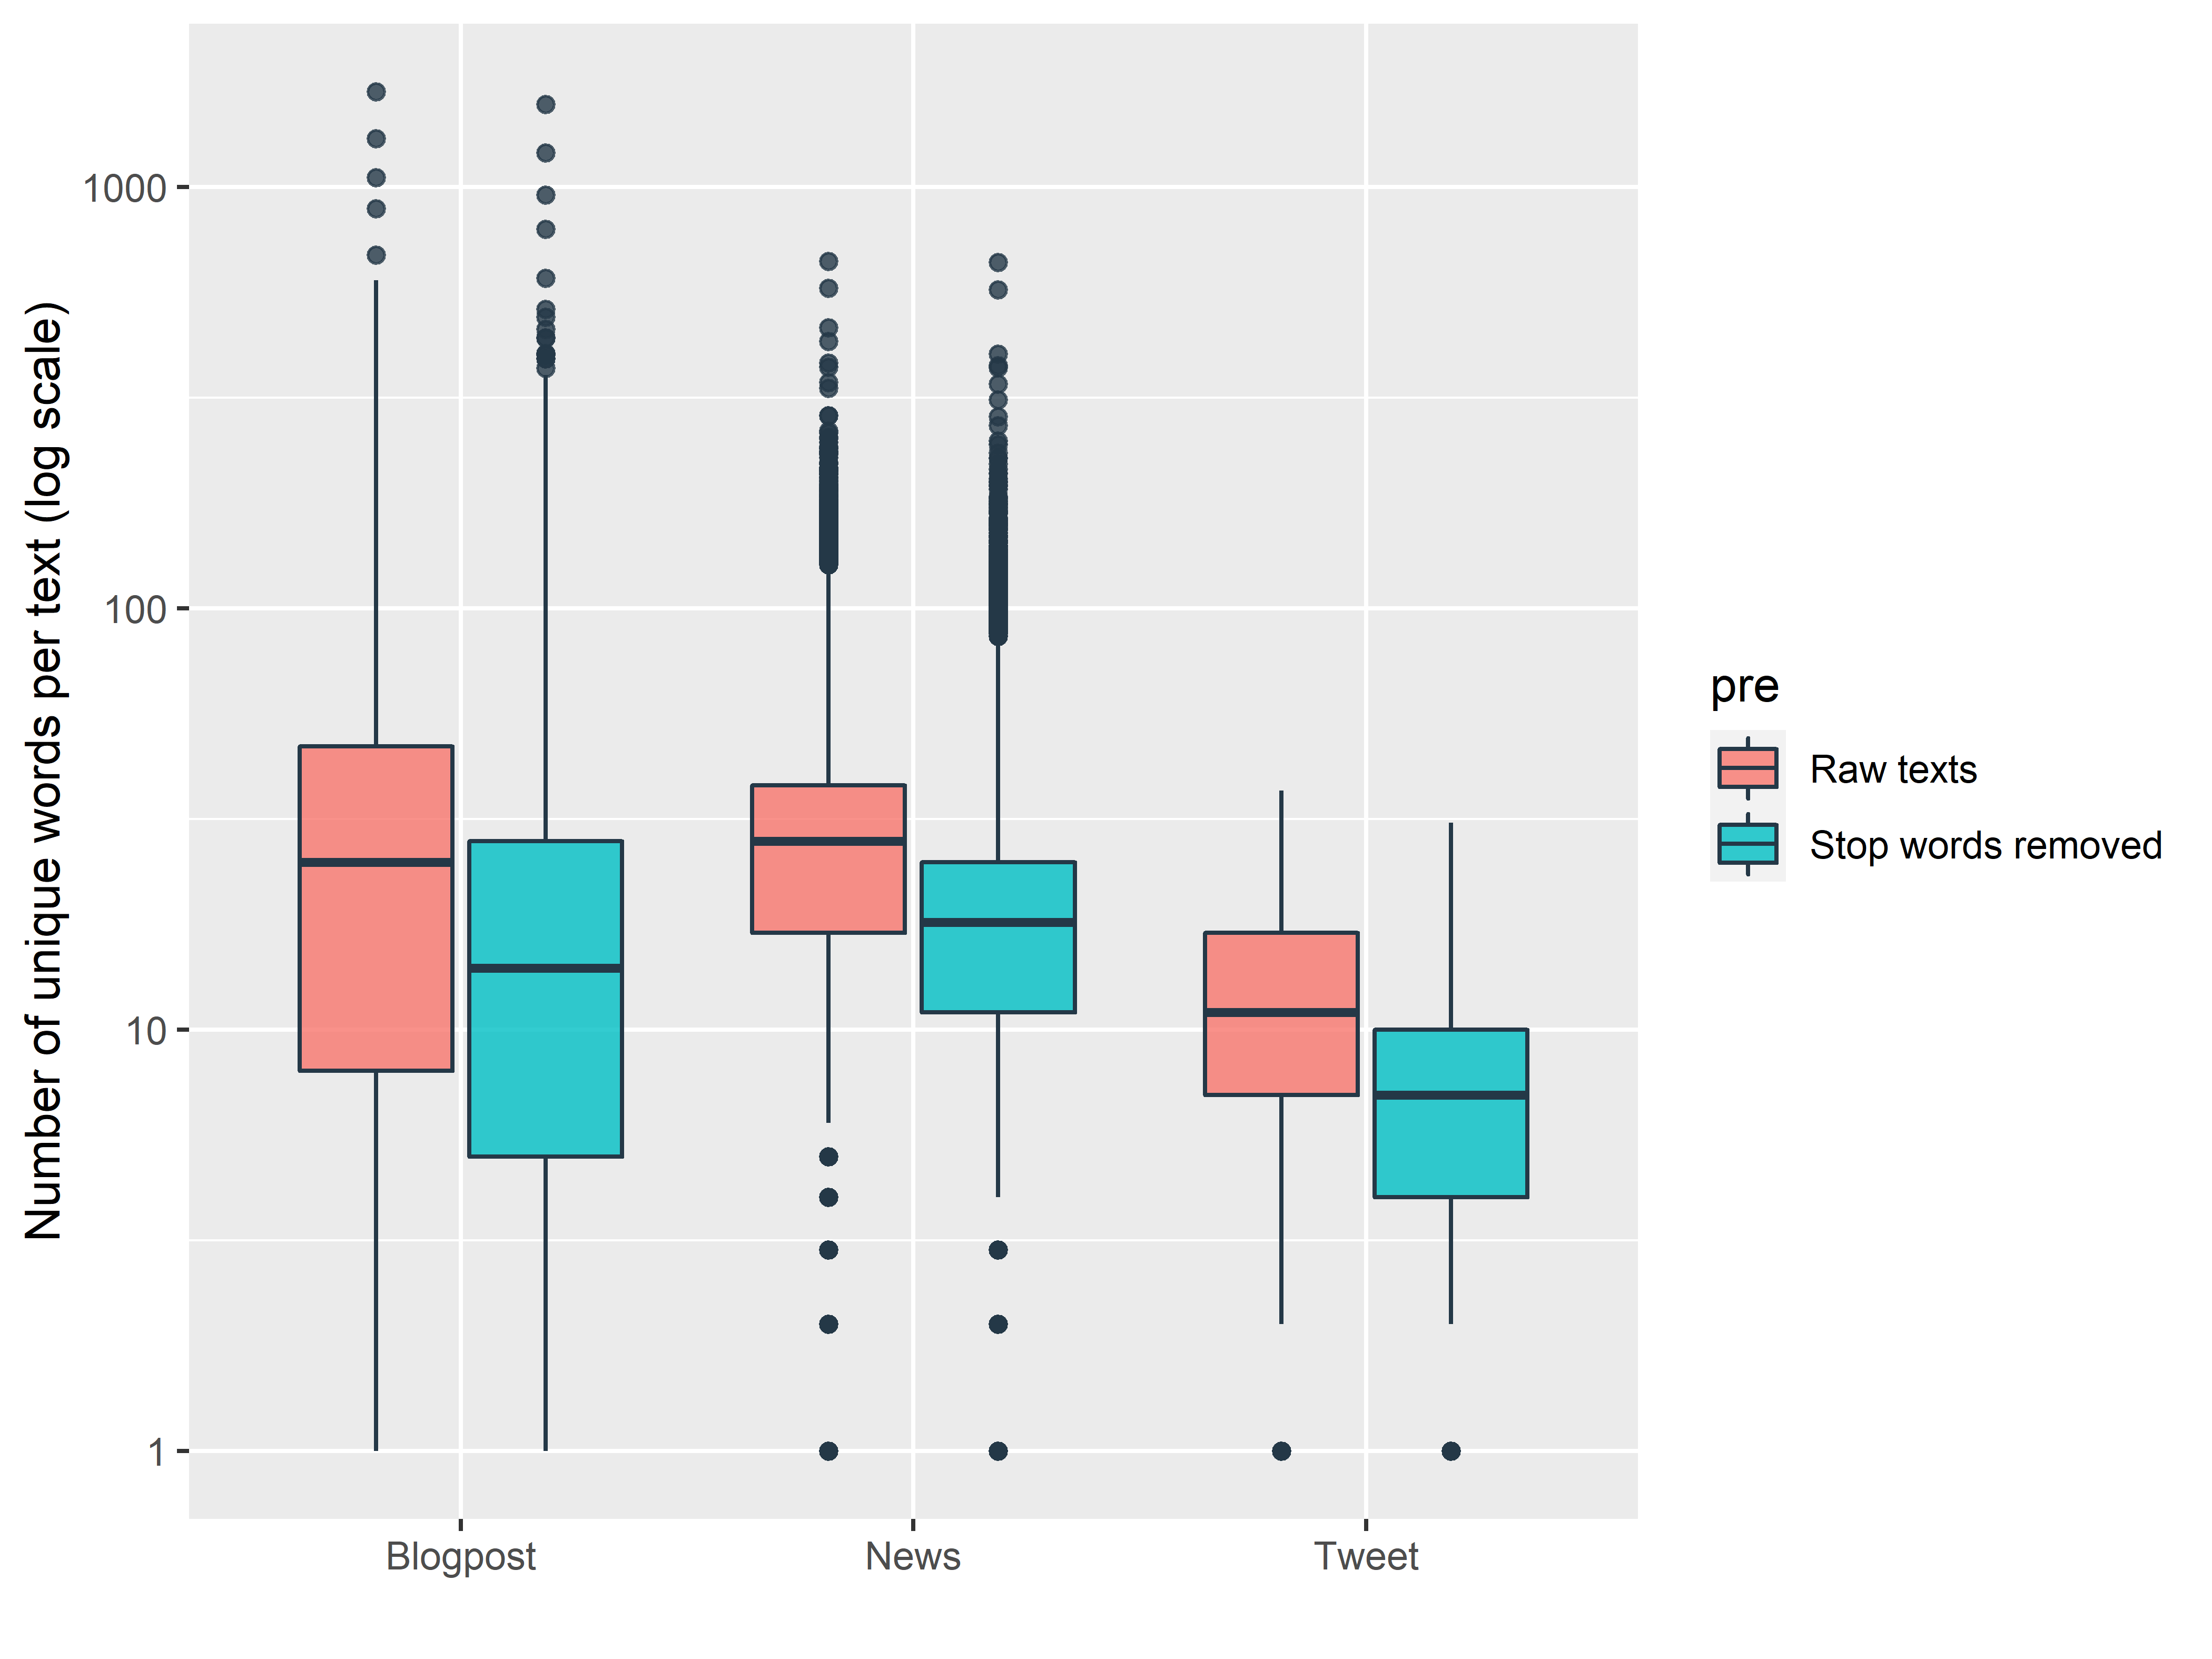 Number of unique words per text (log scale)
1000
100
10
1
Blogpost
News
Tweet
pre
Raw texts
Stop words removed